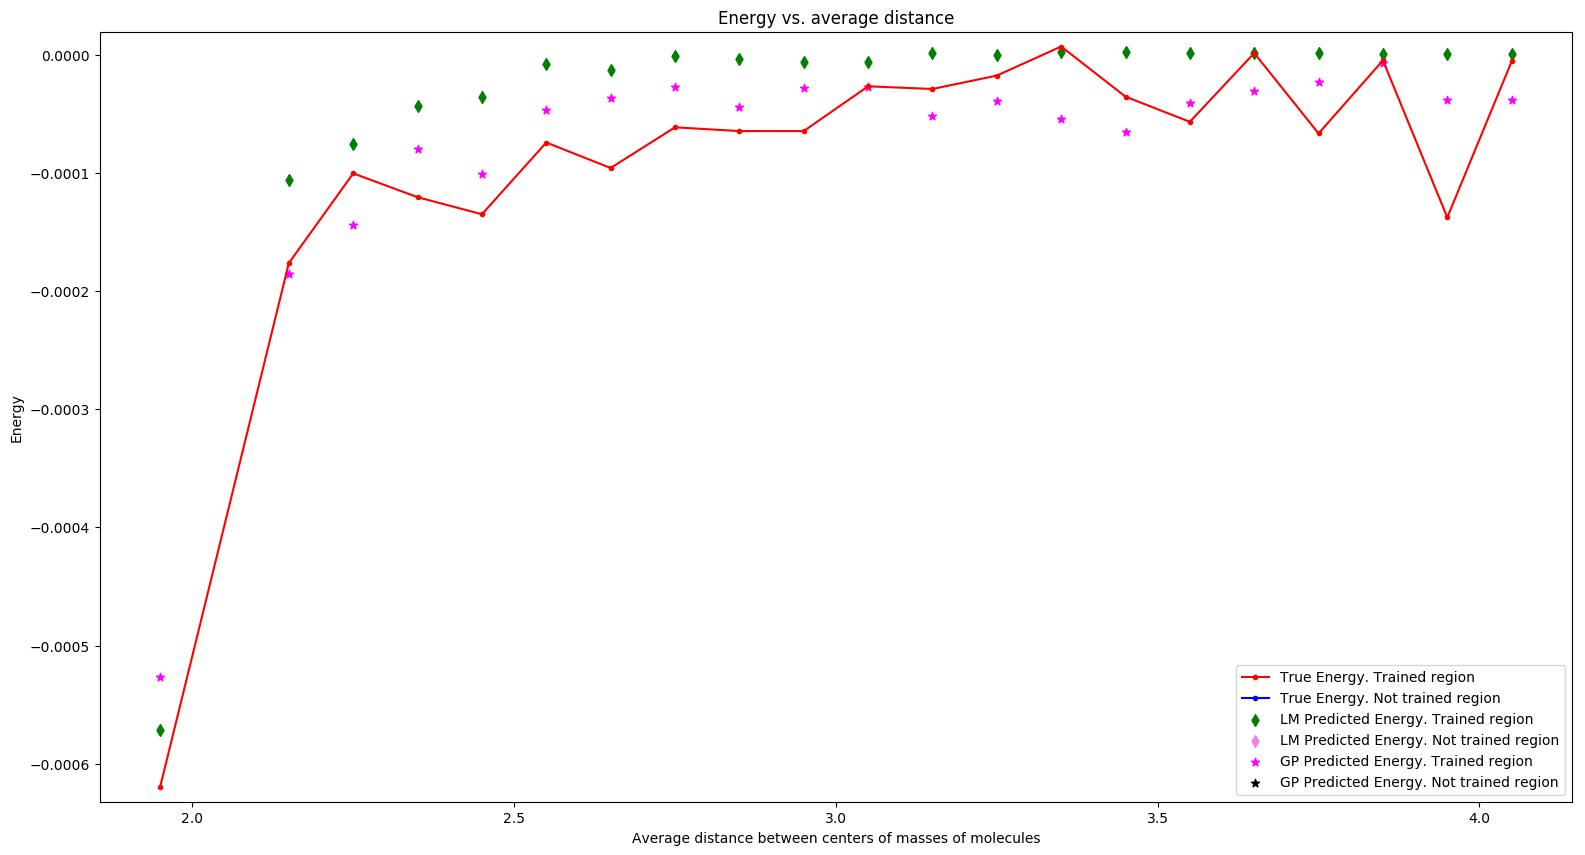 Energy vs. average distance
0.0000
−0.0001
−0.0002
−0.0003
−0.0004
−0.0005
−0.0006
Energy
2.0 2.5 3.0 3.5 4.0
Average distance between centers of masses of molecules
True Energy. Trained region
True Energy. Not trained region
LM Predicted Energy. Trained region
LM Predicted Energy. Not trained region
GP Predicted Energy. Trained region
GP Predicted Energy. Not trained region